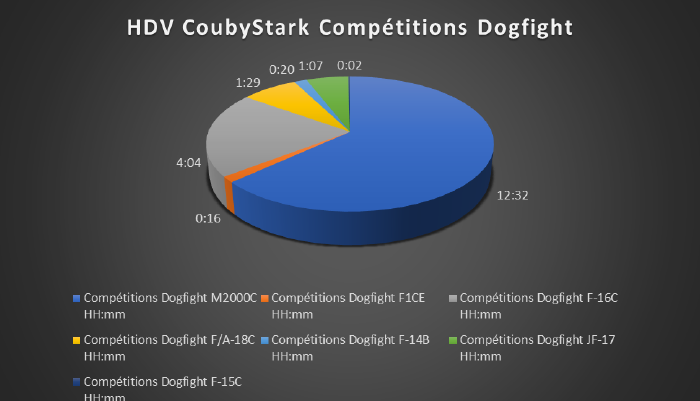 HDV CoubyStark Compétitions Dogfight
0:20 1:07 0:02
1:29
4:04
12:32
0:16
Compétitions Dogfight M2000C Compétitions Dogfight F1CE Compétitions Dogfight F-16C
HH:mm HH:mm HH:mm
Compétitions Dogfight F/A-18C Compétitions Dogfight F-14B Compétitions Dogfight JF-17
HH:mm HH:mm HH:mm
Compétitions Dogfight F-15C
HH:mm